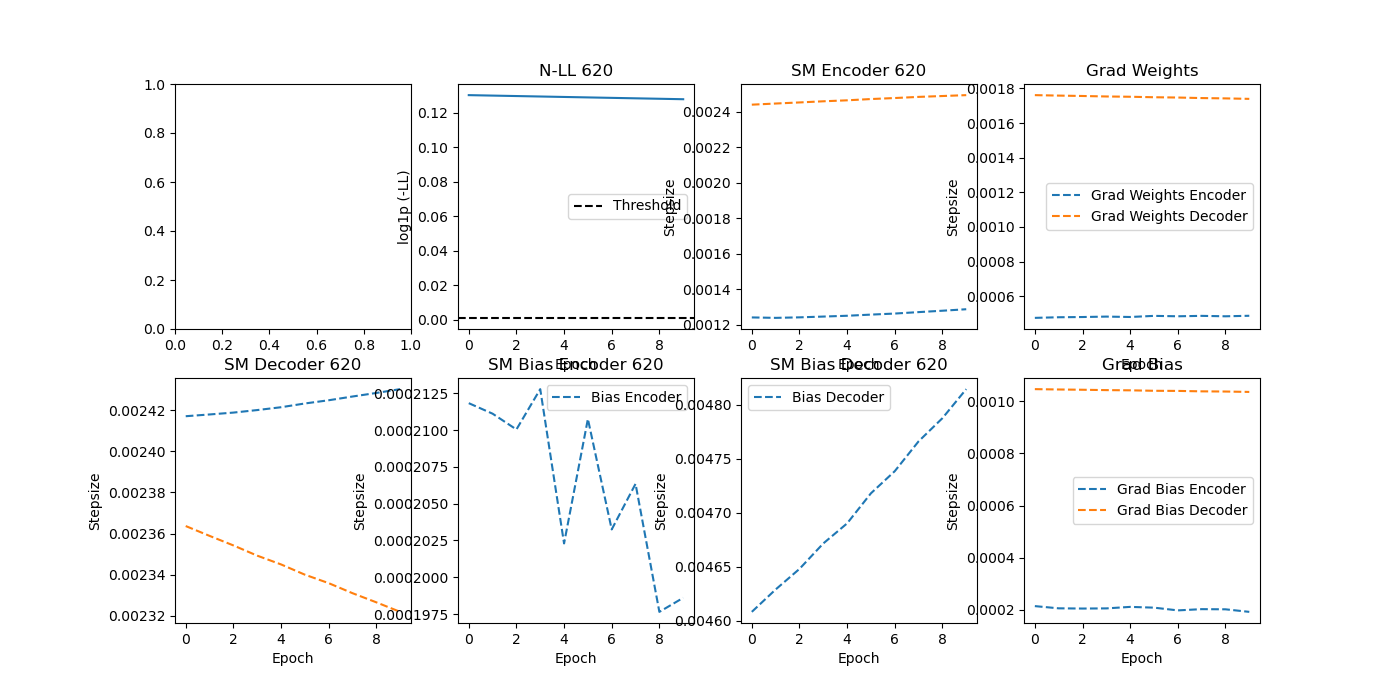 N-LL 620
SM Encoder 620
Grad Weights
1.0
0.8
0.6
0.4
0.2
0.0
0.0 0.2 0.4 0.6 0.8 1.0
log1p (-LL)
0.12
0.10
0.08
0.06
0.04
0.02
0.00
Threshold
0 2 4 6 8
Epoch
Stepsize
0.0024
0.0022
0.0020
0.0018
0.0016
0.0014
0.0012
0 2 4 6 8
Epoch
Stepsize
0.0018
0.0016
0.0014
0.0012
0.0010
0.0008
0.0006
Grad Weights Encoder
Grad Weights Decoder
0 2 4 6 8
Epoch
SM Decoder 620
SM Bias Encoder 620
SM Bias Decoder 620
Grad Bias
Stepsize
0.00242
0.00240
0.00238
0.00236
0.00234
0.00232
0 2 4 6 8
Epoch
Stepsize
0.0002125
0.0002100
0.0002075
0.0002050
0.0002025
0.0002000
0.0001975
Bias Encoder
0 2 4 6 8
Epoch
Stepsize
0.00480
0.00475
0.00470
0.00465
0.00460
Bias Decoder
0 2 4 6 8
Epoch
Stepsize
0.0010
0.0008
0.0006
0.0004
0.0002
Grad Bias Encoder
Grad Bias Decoder
0 2 4 6 8
Epoch